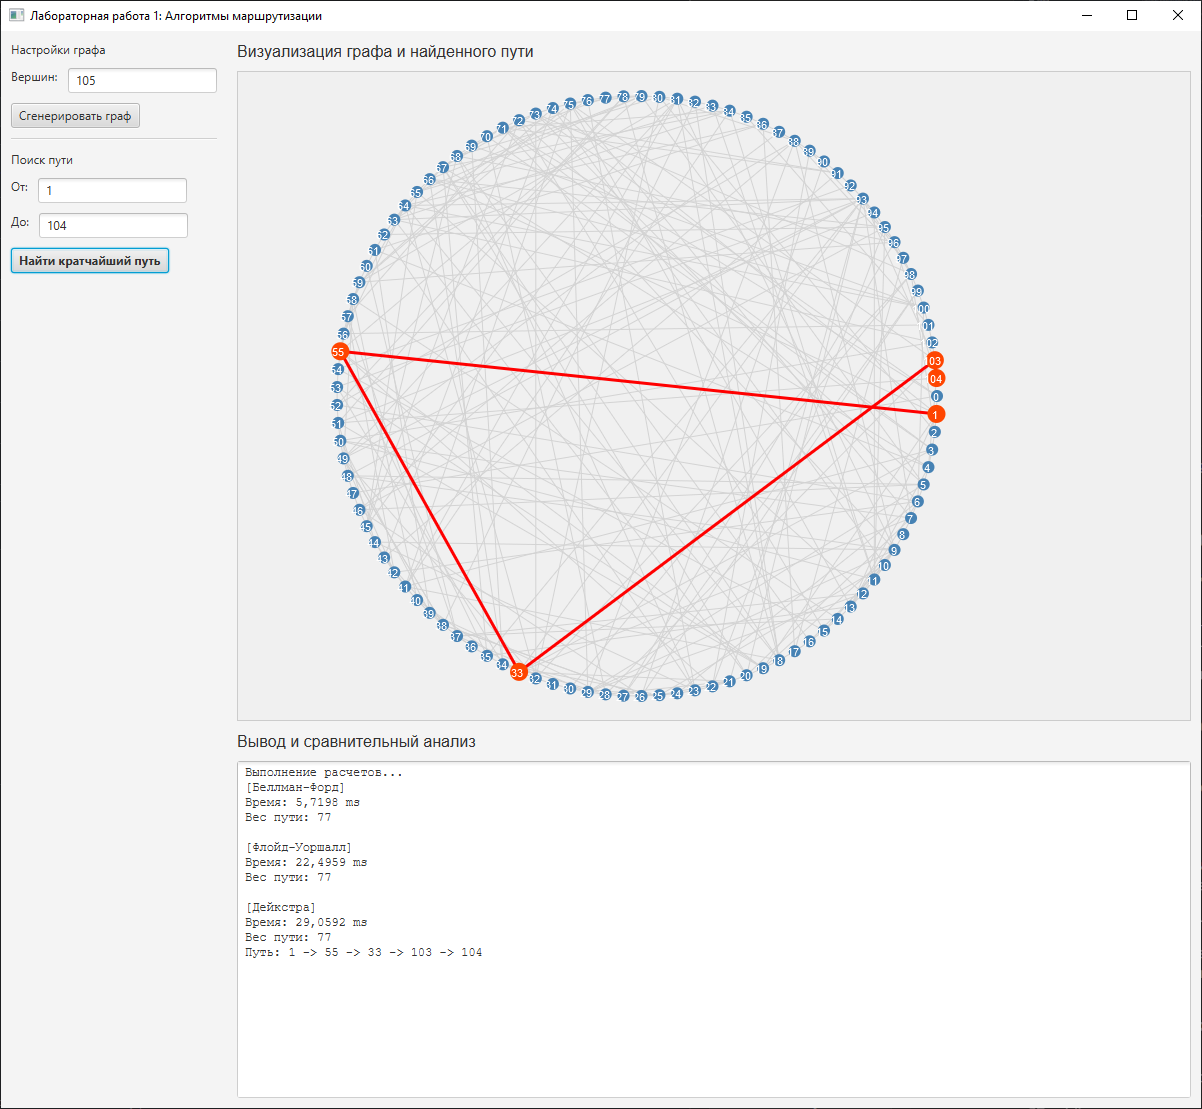 Лабораторная работа 1: Алгоритмы маршрутизации
Настройки графа
Вершин: 105
Сгенерировать граф
Поиск пути
От: 1
До: 104
Найти кратчайший путь
Визуализация графа и найденного пути
76 77 78 79 80 81 82 83 84 85 86 87 88 89 90 91 92 93 94 95 96 97 98 99 00 01 02 03 04 0 1 2 3 4 5 6 7 8 9 10 11 12 13 14 15 16 17 18 19 20 21 22 23 24 25 26 27 28 29 30 31 32 33 34 35 36 37 38 39 40 41 42 43 44 45 46 47 48 49 50 51 52 53 54 55 56 57 58 59 60 61 62 63 64 65 66 67 68 69 70 71 72 73 74 75
Вывод и сравнительный анализ
Выполнение расчетов...
[Беллман-Форд]
Время: 5,7198 ms
Вес пути: 77
[Флойд-Уоршалл]
Время: 22,4959 ms
Вес пути: 77
[Дейкстра]
Время: 29,0592 ms
Вес пути: 77
Путь: 1 -> 55 -> 33 -> 103 -> 104